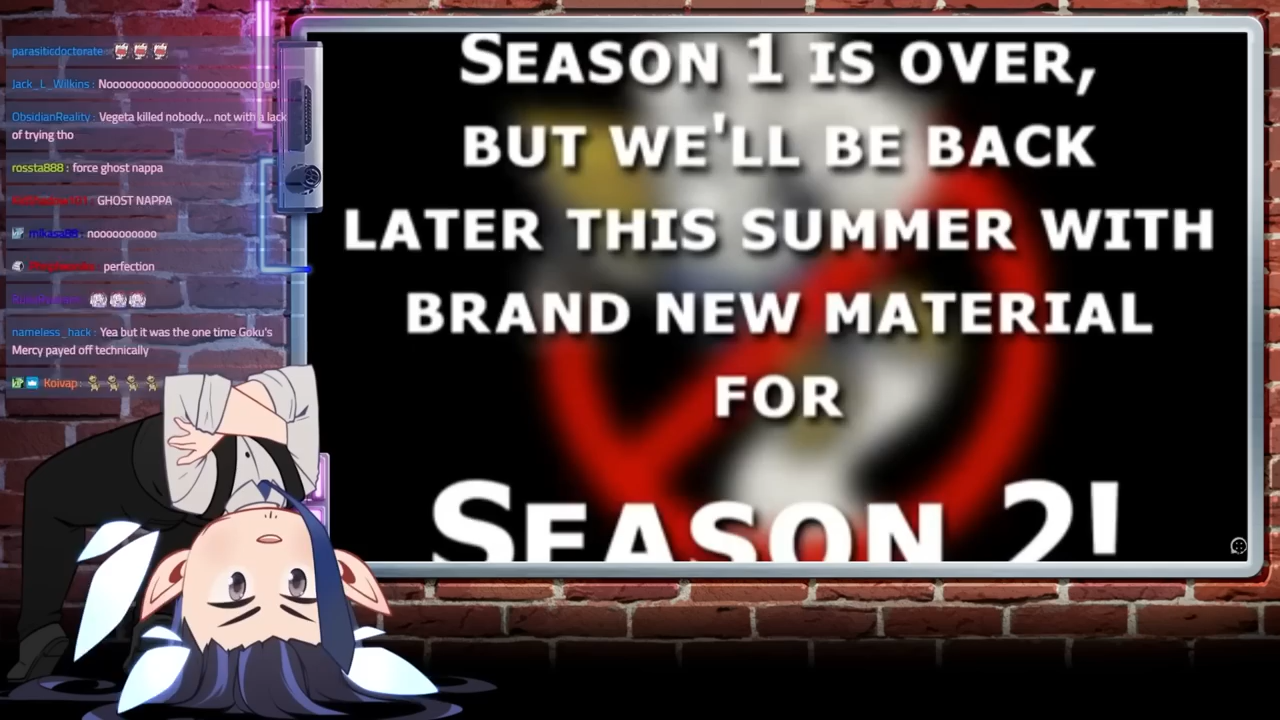 parasiticdoctorate :
Jack_L_Wilkins : Nooooooooooooooooooooooooooo!
ObsidianReality : Vegeta killed nobody... not with a lack
of trying tho
rossta888 : force ghost nappa
GHOST NAPPA
mikasa88 : noooooooooo
perfection
nameless_hack : Yea but it was the one time Goku's
Mercy payed off technically
Koivap :
SEASON 1 IS OVER,
BUT WE'LL BE BACK
LATER THIS SUMMER WITH
BRAND NEW MATERIAL
FOR
SEASON 2!